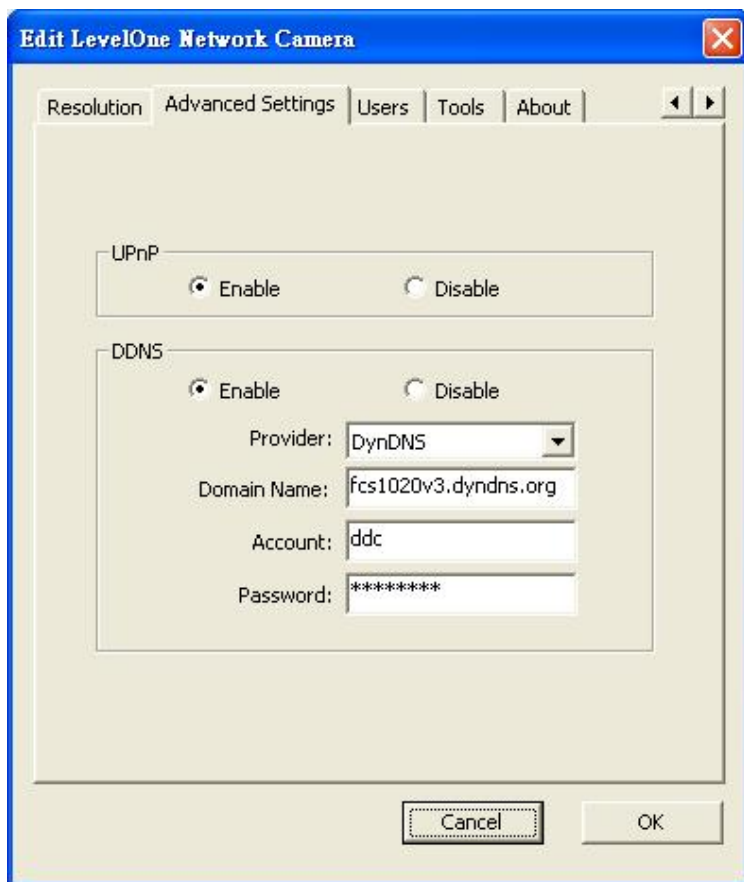 Edit LevelOne Network Camera
Resolution Advanced Settings Users Tools About
UPnP
Enable Disable
DDNS
Enable Disable
Provider: DynDNS
Domain Name: fcs1020v3.dyndns.org
Account: ddc
Password: ********
Cancel OK